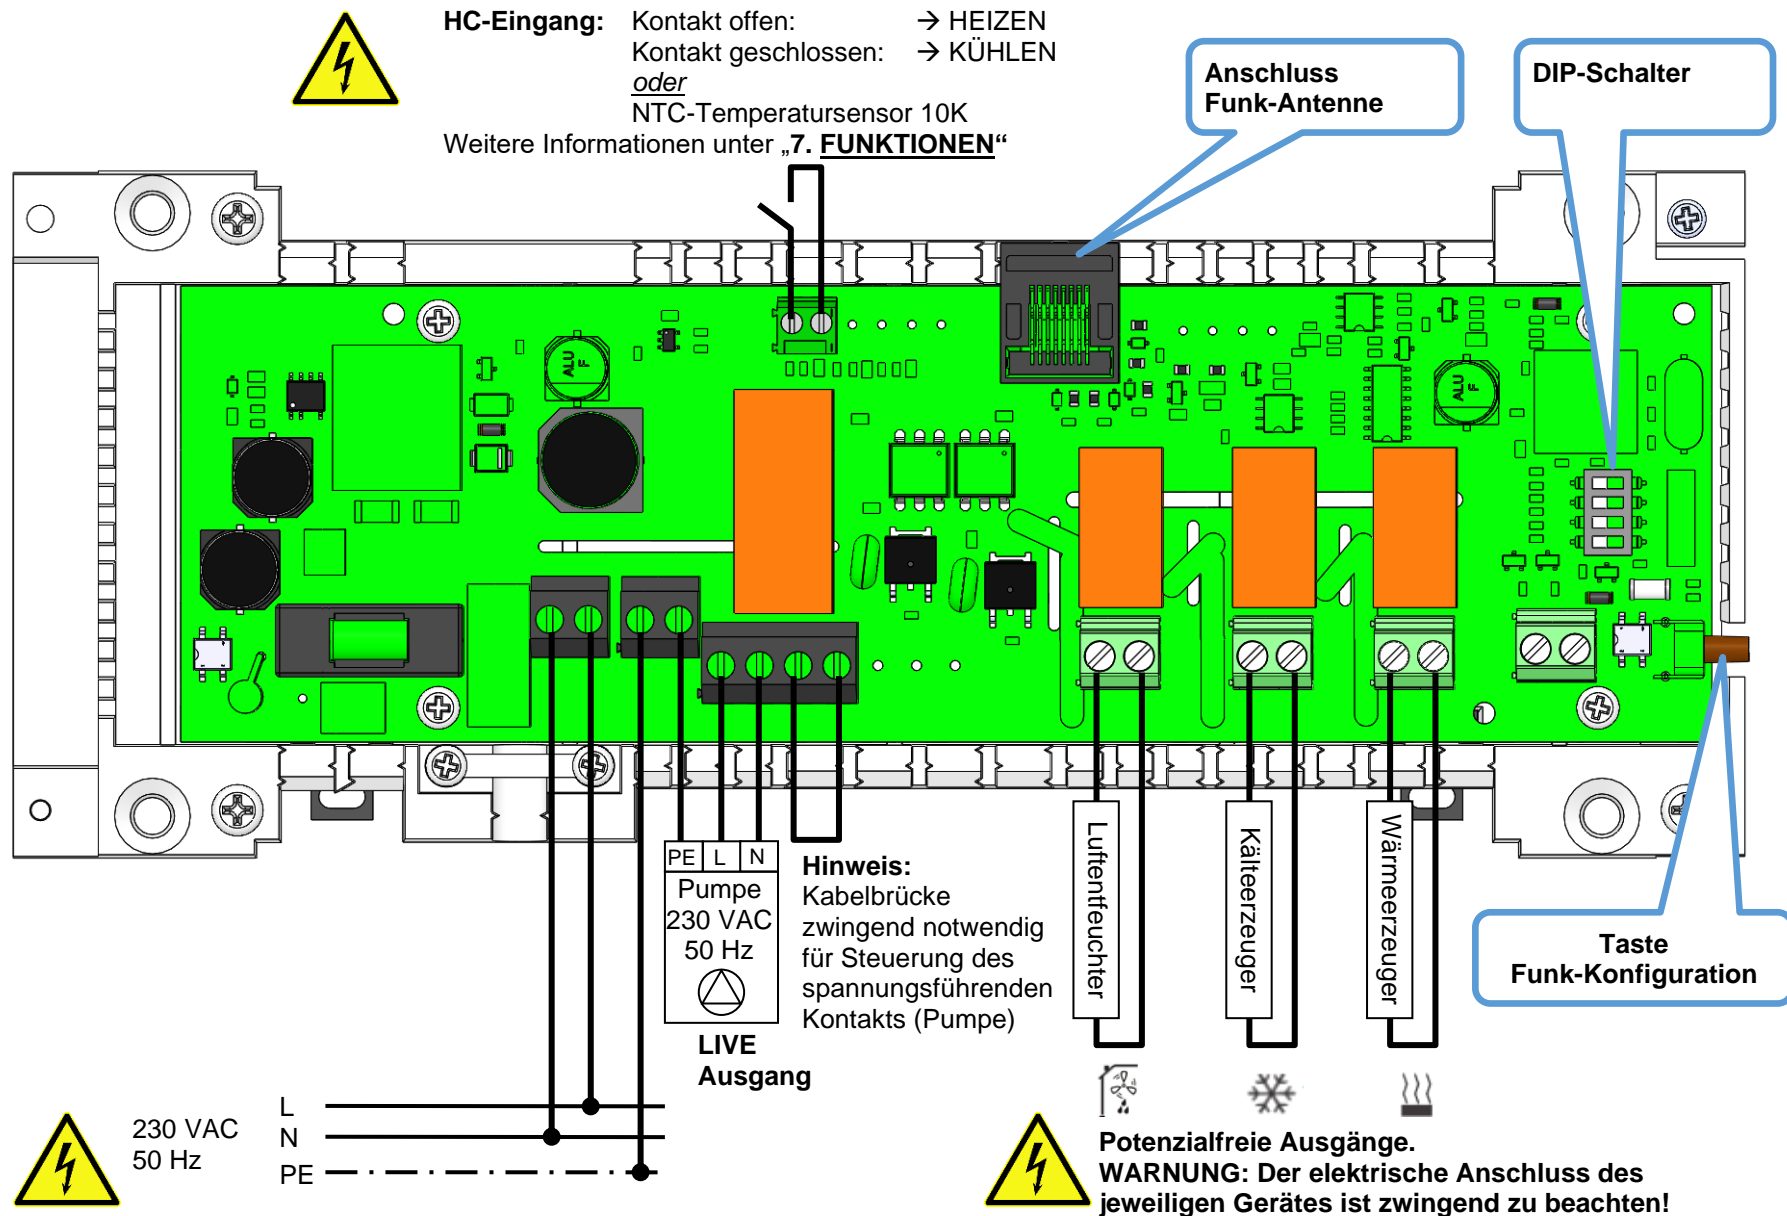 HC-Eingang: Kontakt offen: → HEIZEN
Kontakt geschlossen: → KÜHLEN
oder
NTC-Temperatursensor 10K
Weitere Informationen unter „7. FUNKTIONEN“
Anschluss
Funk-Antenne
DIP-Schalter
ALU
F
ALU
F
PE L N
Pumpe
230 VAC
50 Hz
LIVE
Ausgang
Hinweis:
Kabelbrücke
zwingend notwendig
für Steuerung des
spannungsführenden
Kontakts (Pumpe)
Luftentfeuchter
Kälteerzeuger
Wärmeerzeuger
Taste
Funk-Konfiguration
230 VAC
50 Hz
L
N
PE
Potenzialfreie Ausgänge.
WARNUNG: Der elektrische Anschluss des
jeweiligen Gerätes ist zwingend zu beachten!